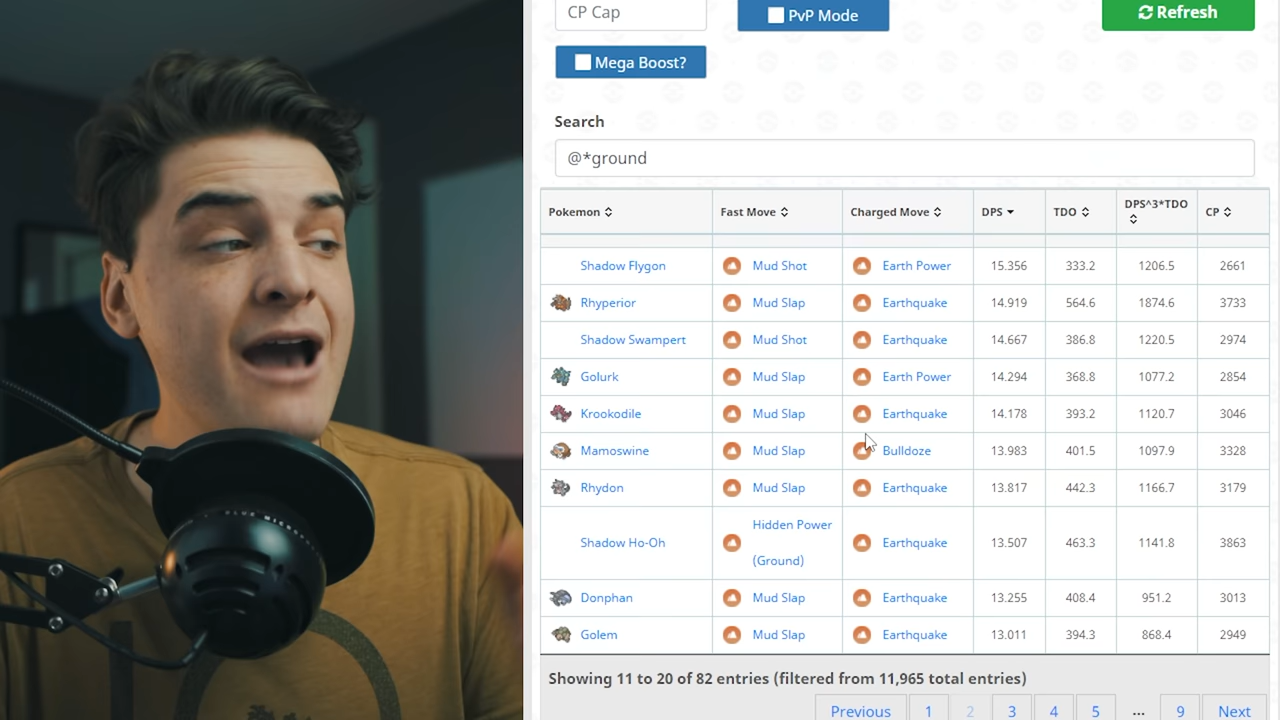 CP Cap
PvP Mode
Refresh
Mega Boost?
Search
@*ground
Pokemon Fast Move Charged Move DPS TDO DPS^3*TDO CP
Shadow Flygon Mud Shot Earth Power 15.356 333.2 1206.5 2661
Rhyperior Mud Slap Earthquake 14.919 564.6 1874.6 3733
Shadow Swampert Mud Shot Earthquake 14.667 386.8 1220.5 2974
Golurk Mud Slap Earth Power 14.294 368.8 1077.2 2854
Krookodile Mud Slap Earthquake 14.178 393.2 1120.7 3046
Mamoswine Mud Slap Bulldoze 13.983 401.5 1097.9 3328
Rhydon Mud Slap Earthquake 13.817 442.3 1166.7 3179
Shadow Ho-Oh Hidden Power (Ground) Earthquake 13.507 463.3 1141.8 3863
Donphan Mud Slap Earthquake 13.255 408.4 951.2 3013
Golem Mud Slap Earthquake 13.011 394.3 868.4 2949
Showing 11 to 20 of 82 entries (filtered from 11,965 total entries)
Previous 1 2 3 4 5 ... 9 Next